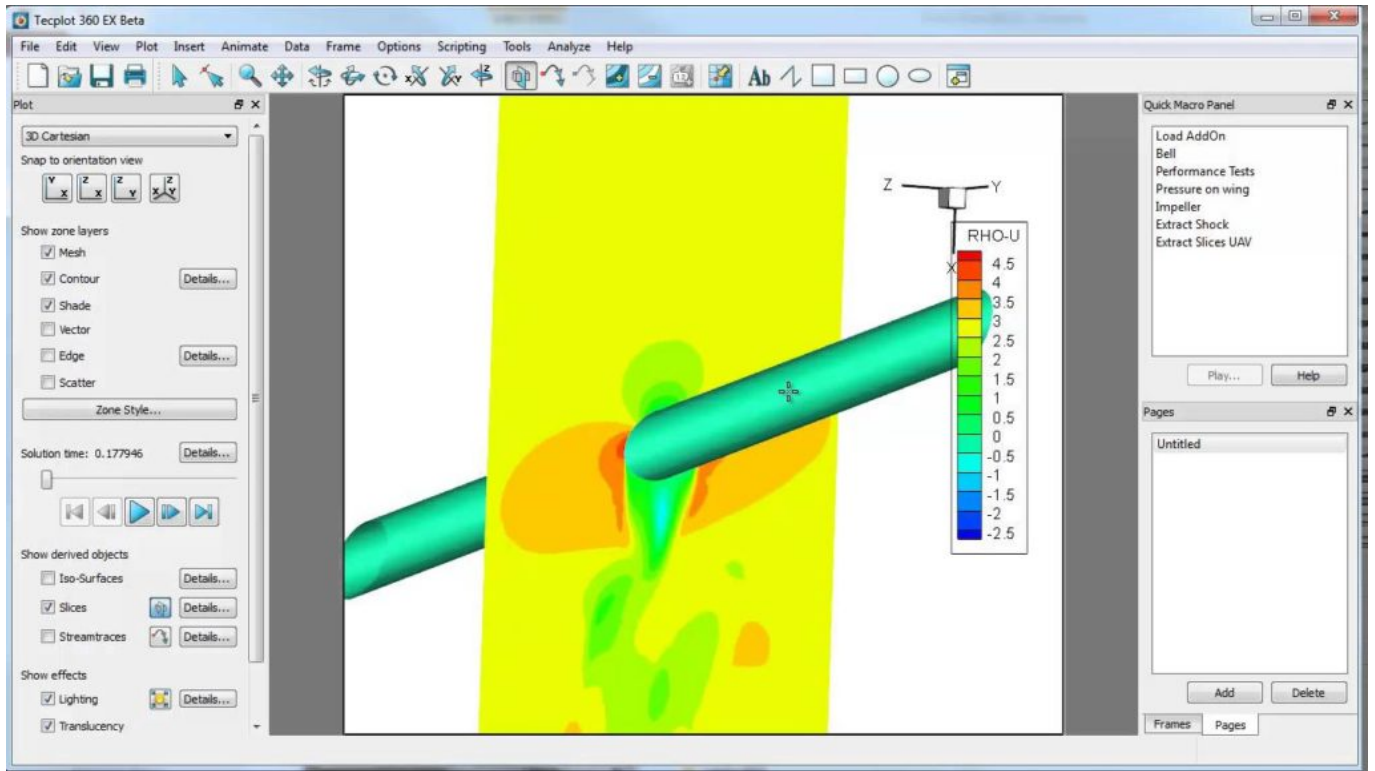 Tecplot 360 EX Beta
File Edit View Plot Insert Animate Data Frame Options Scripting Tools Analyze Help
Ab
Plot
3D Cartesian
Snap to orientation view
Y X Z X Z Y Z X Y
Show zone layers
Mesh
Contour Details...
Shade
Vector
Edge Details...
Scatter
Zone Style...
Solution time: 0.177946 Details...
Show derived objects
Iso-Surfaces Details...
Slices Details...
Streamtraces Details...
Show effects
Lighting Details...
Translucency
Z Y
X
RHO-U
4.5
4
3.5
3
2.5
2
1.5
1
0.5
0
-0.5
-1
-1.5
-2
-2.5
Quick Macro Panel
Load AddOn
Bell
Performance Tests
Pressure on wing
Impeller
Extract Shock
Extract Slices UAV
Play... Help
Pages
Untitled
Add Delete
Frames Pages